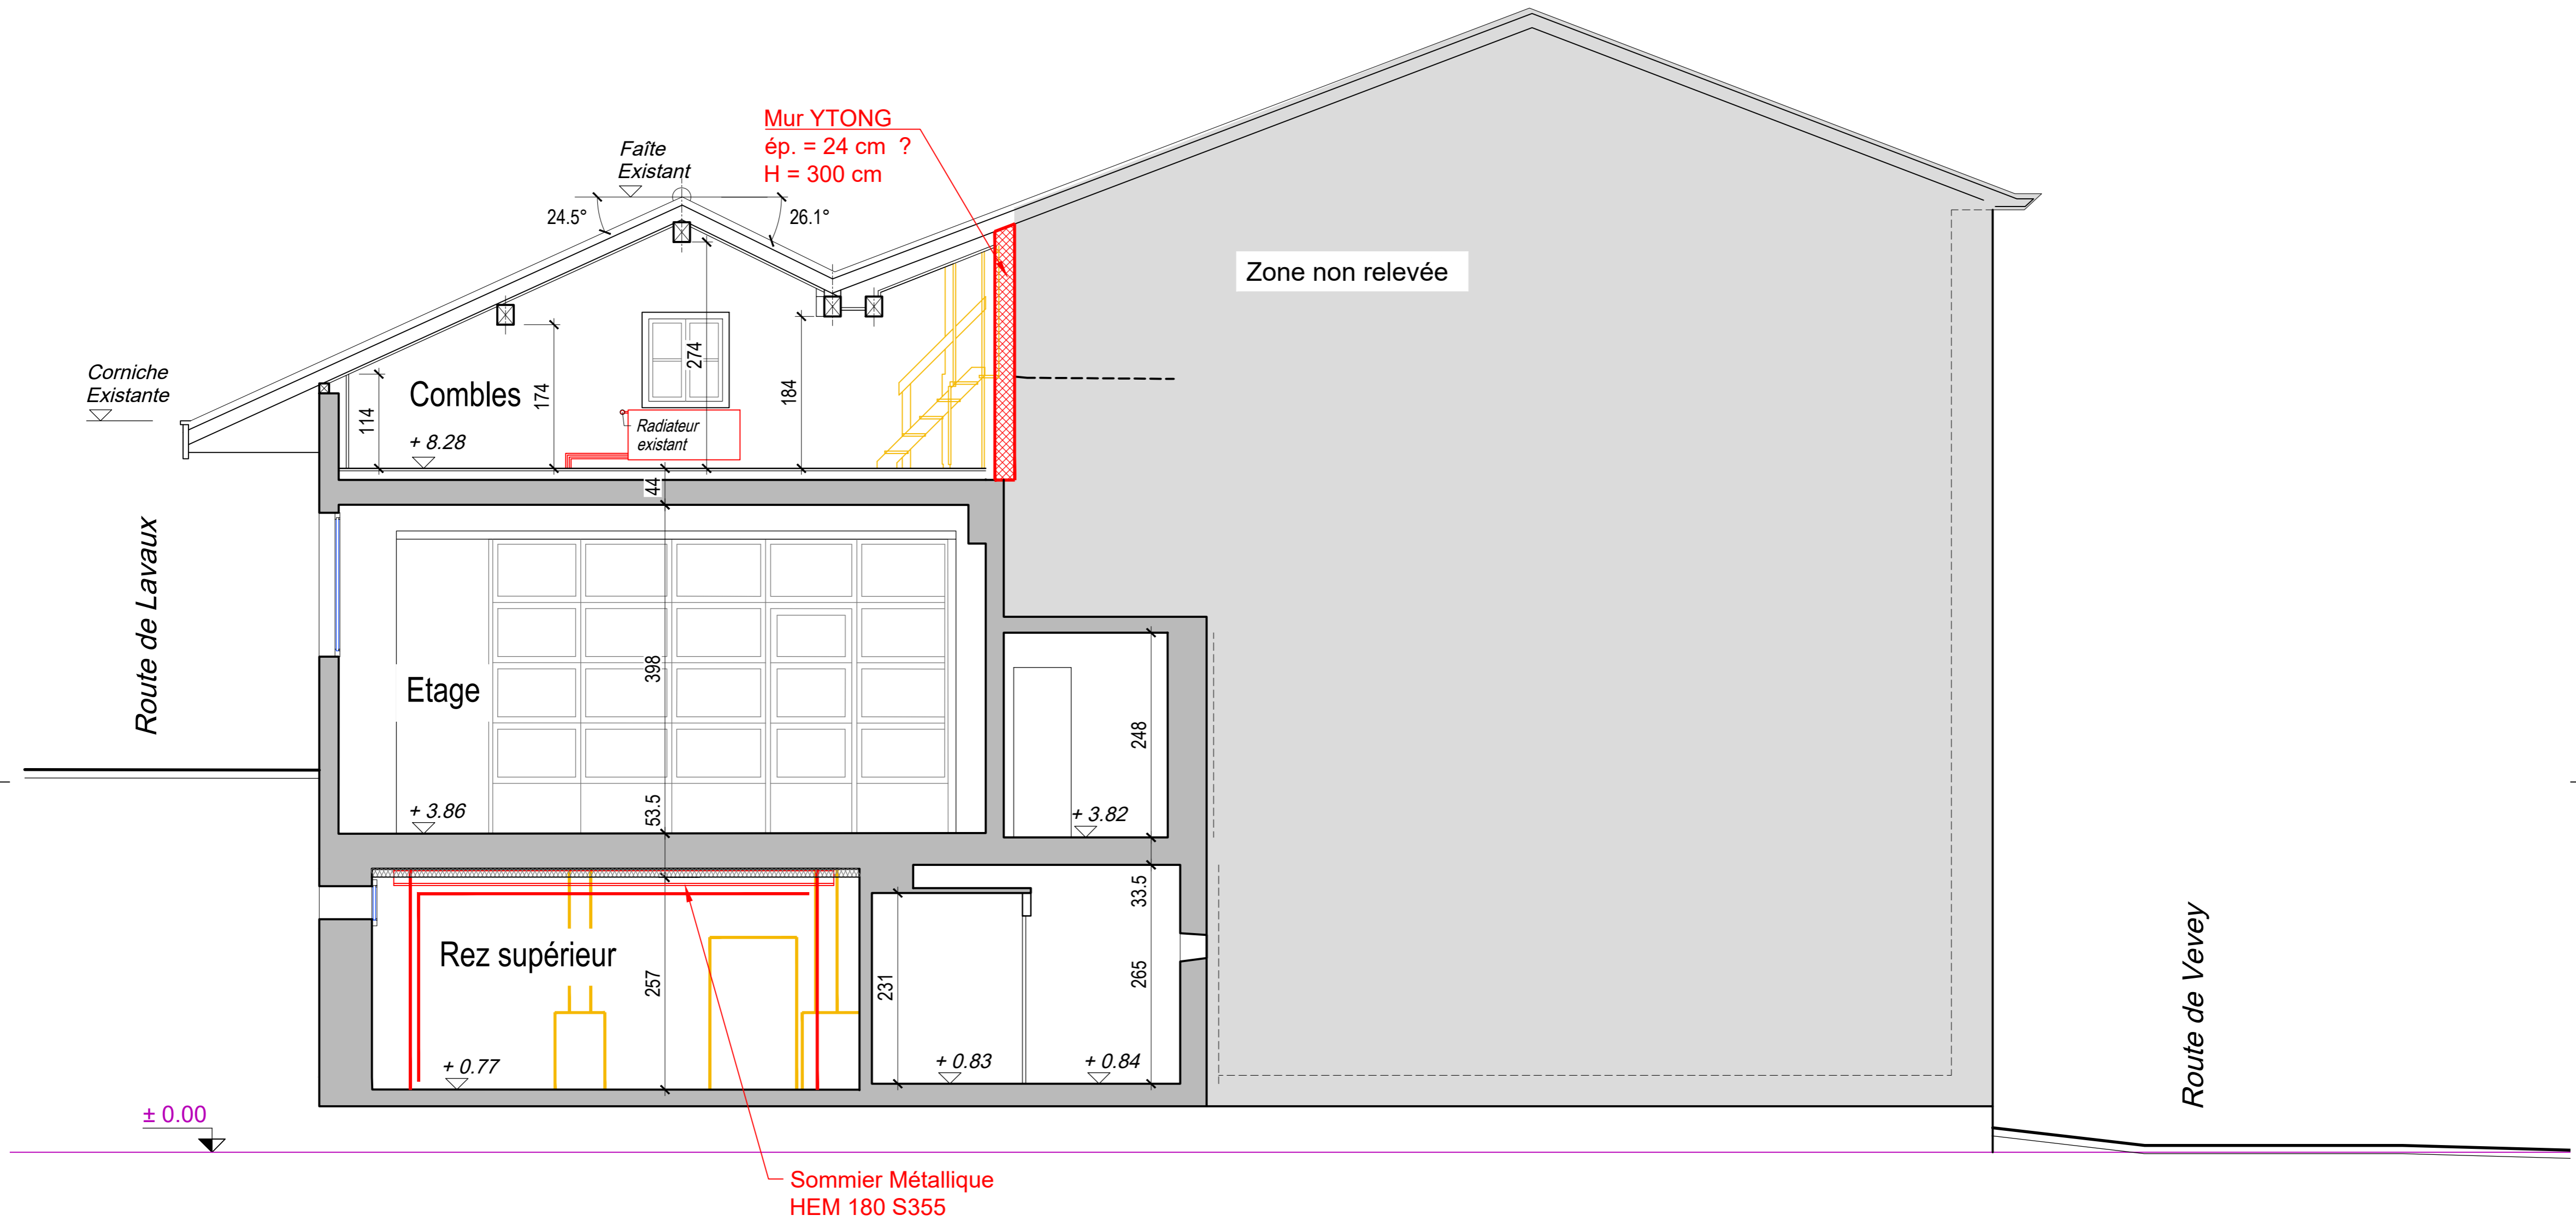 Mur YTONG
ép. = 24 cm ?
H = 300 cm
Faîte
Existant
24.5°
26.1°
Zone non relevée
Corniche
Existante
Combles
114
174
274
184
Radiateur
existant
+ 8.28
44
Route de Lavaux
Etage
398
248
+ 3.86
53.5
+ 3.82
Rez supérieur
257
231
33.5
265
+ 0.77
+ 0.83
+ 0.84
Route de Vevey
± 0.00
Sommier Métallique
HEM 180 S355